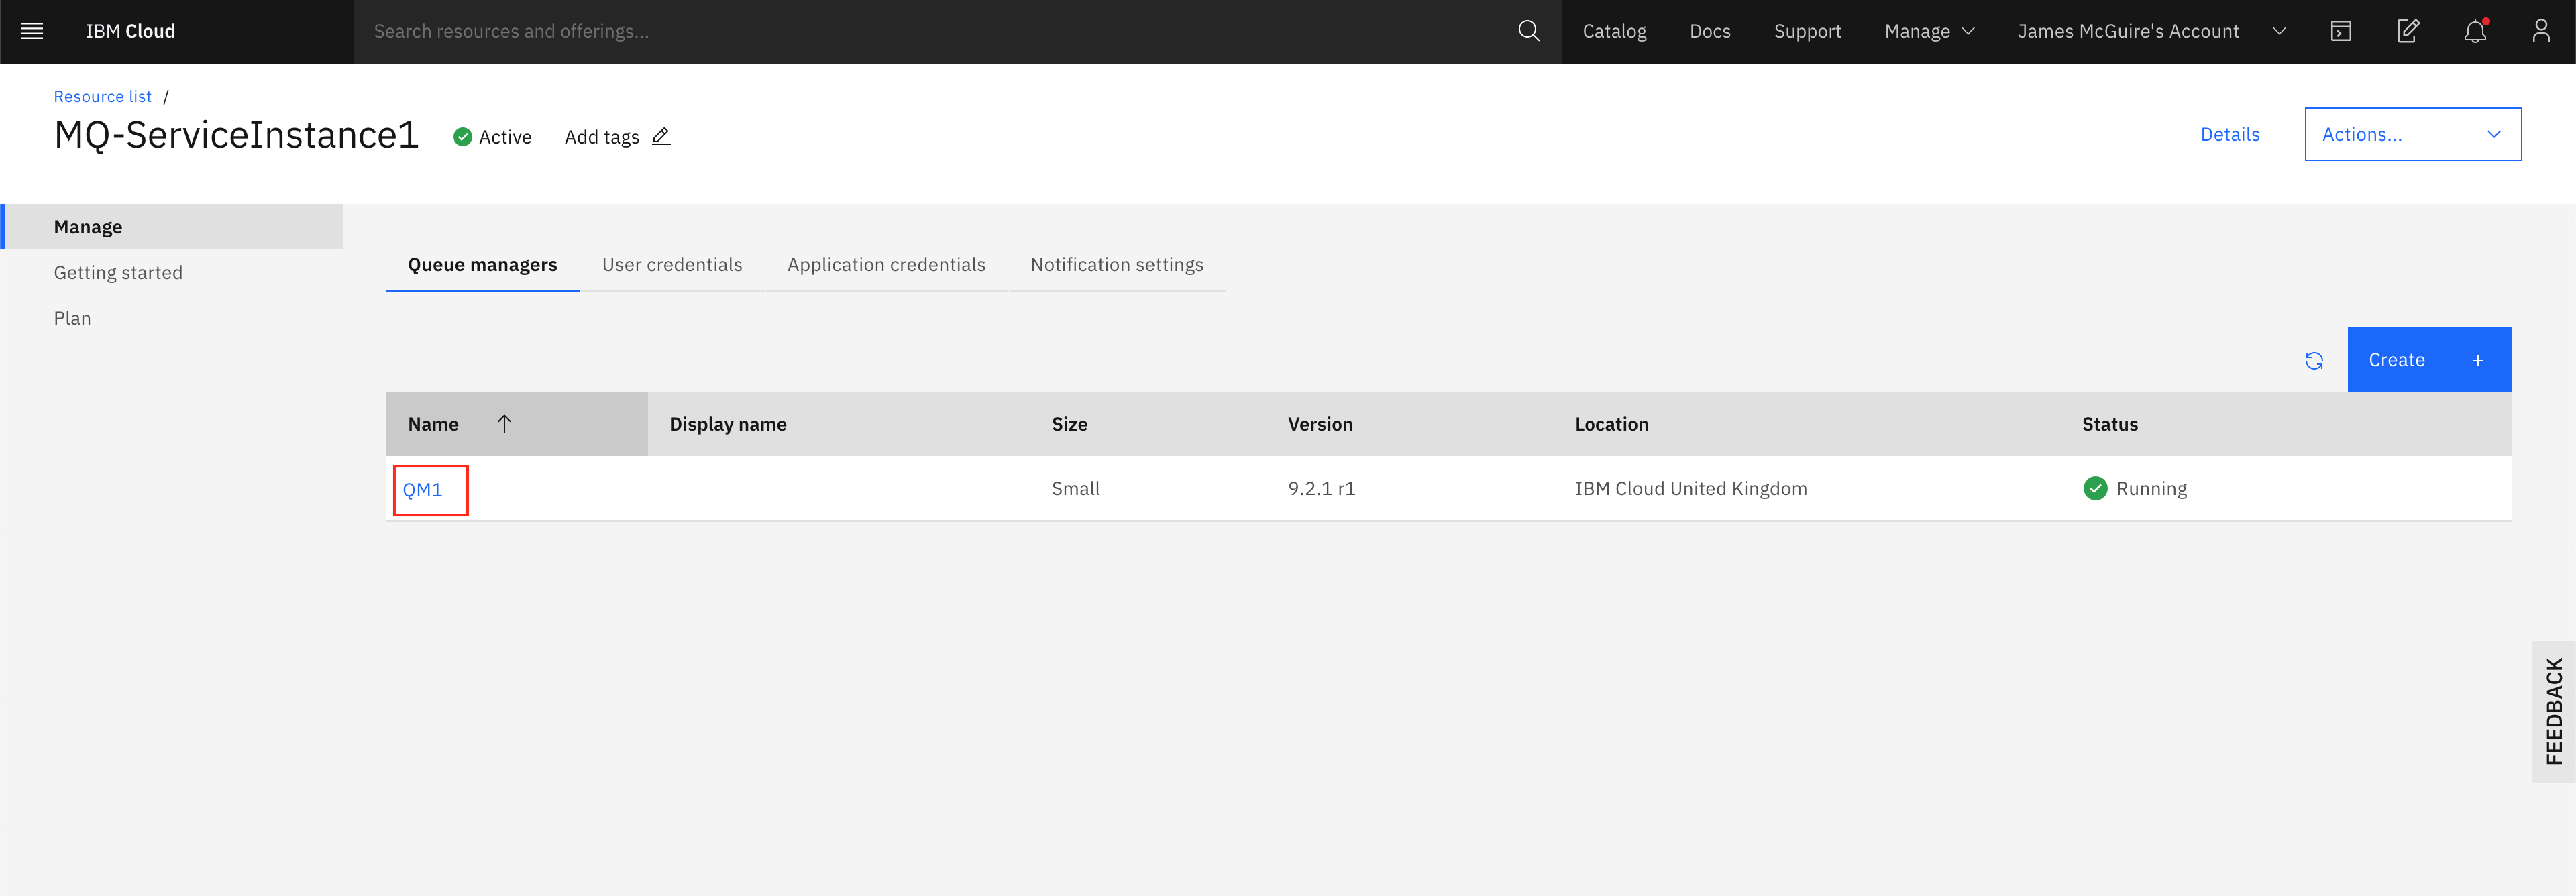 IBM Cloud
Search resources and offerings...
Catalog
Docs
Support
Manage
James McGuire's Account
Resource list /
MQ-ServiceInstance1
Active
Add tags
Details
Actions...
Manage
Getting started
Plan
Queue managers
User credentials
Application credentials
Notification settings
Create +
Name
Display name
Size
Version
Location
Status
QM1
Small
9.2.1 r1
IBM Cloud United Kingdom
Running
FEEDBACK